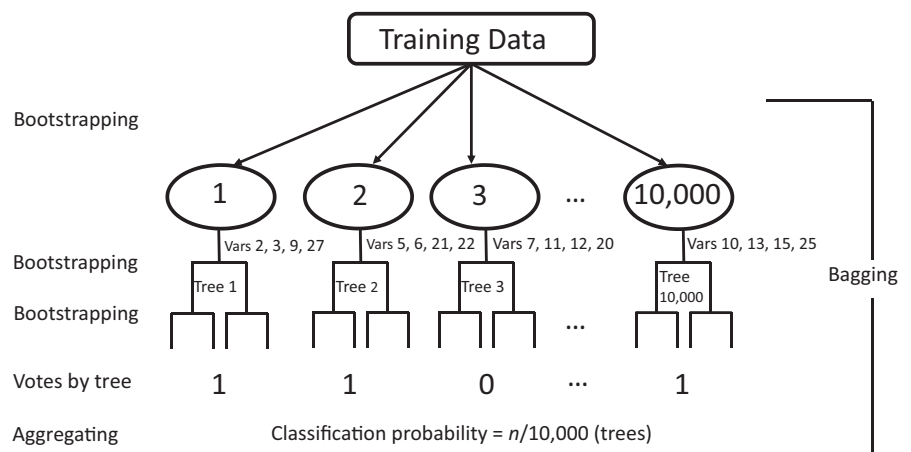 Training Data
Bootstrapping
1 2 3 ... 10,000
Vars 2, 3, 9, 27 Vars 5, 6, 21, 22 Vars 7, 11, 12, 20 Vars 10, 13, 15, 25
Bootstrapping
Bagging
Tree 1 Tree 2 Tree 3 Tree
10,000
Bootstrapping ...
Votes by tree 1 1 0 ... 1
Aggregating Classification probability = n/10,000 (trees)